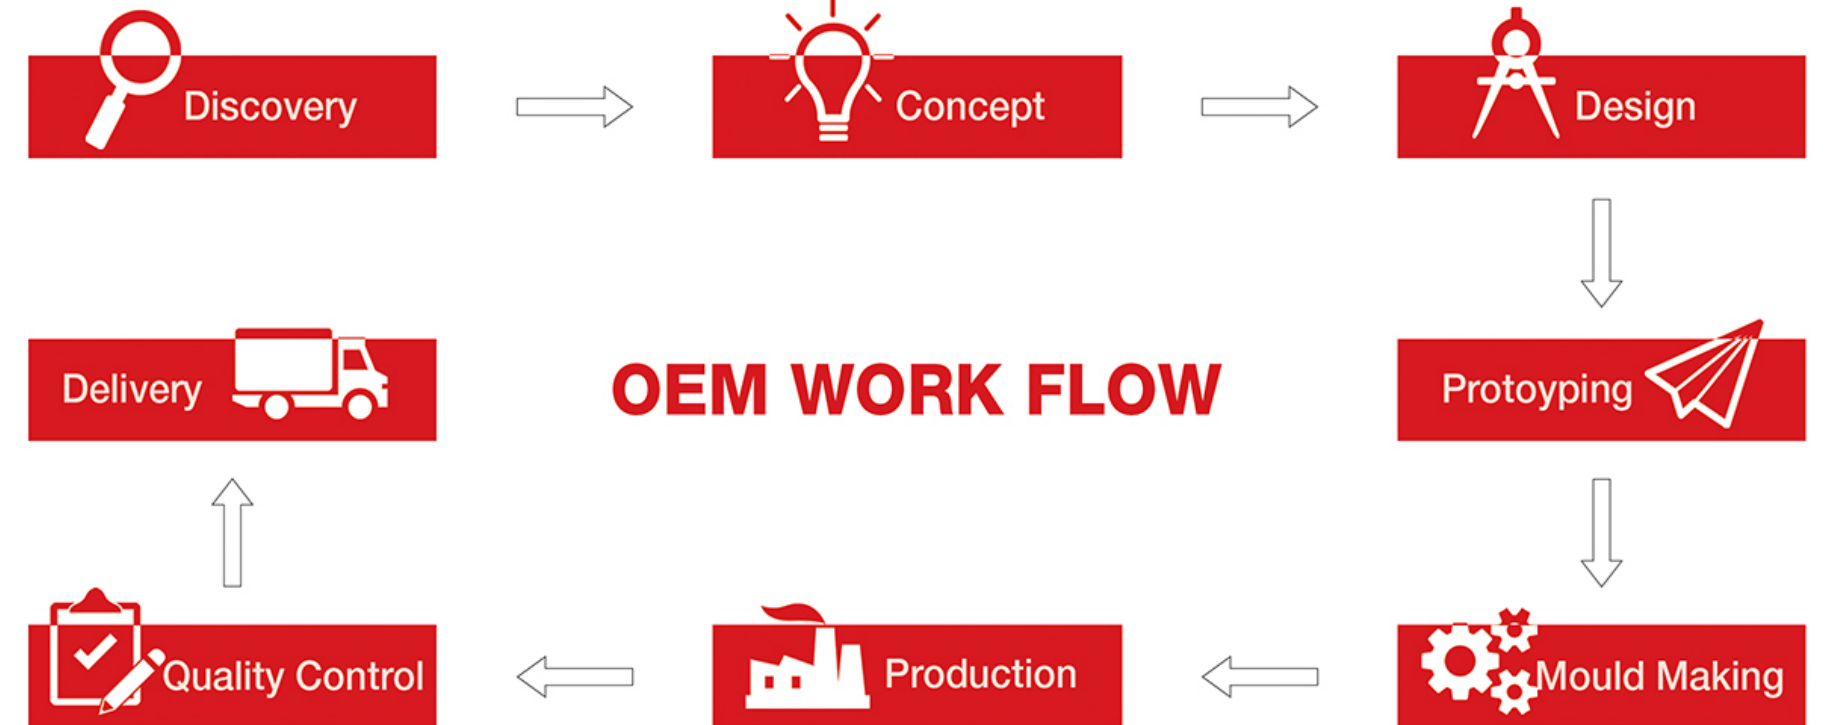 Discovery
Concept
Design
Delivery
OEM WORK FLOW
Protoyping
Quality Control
Production
Mould Making